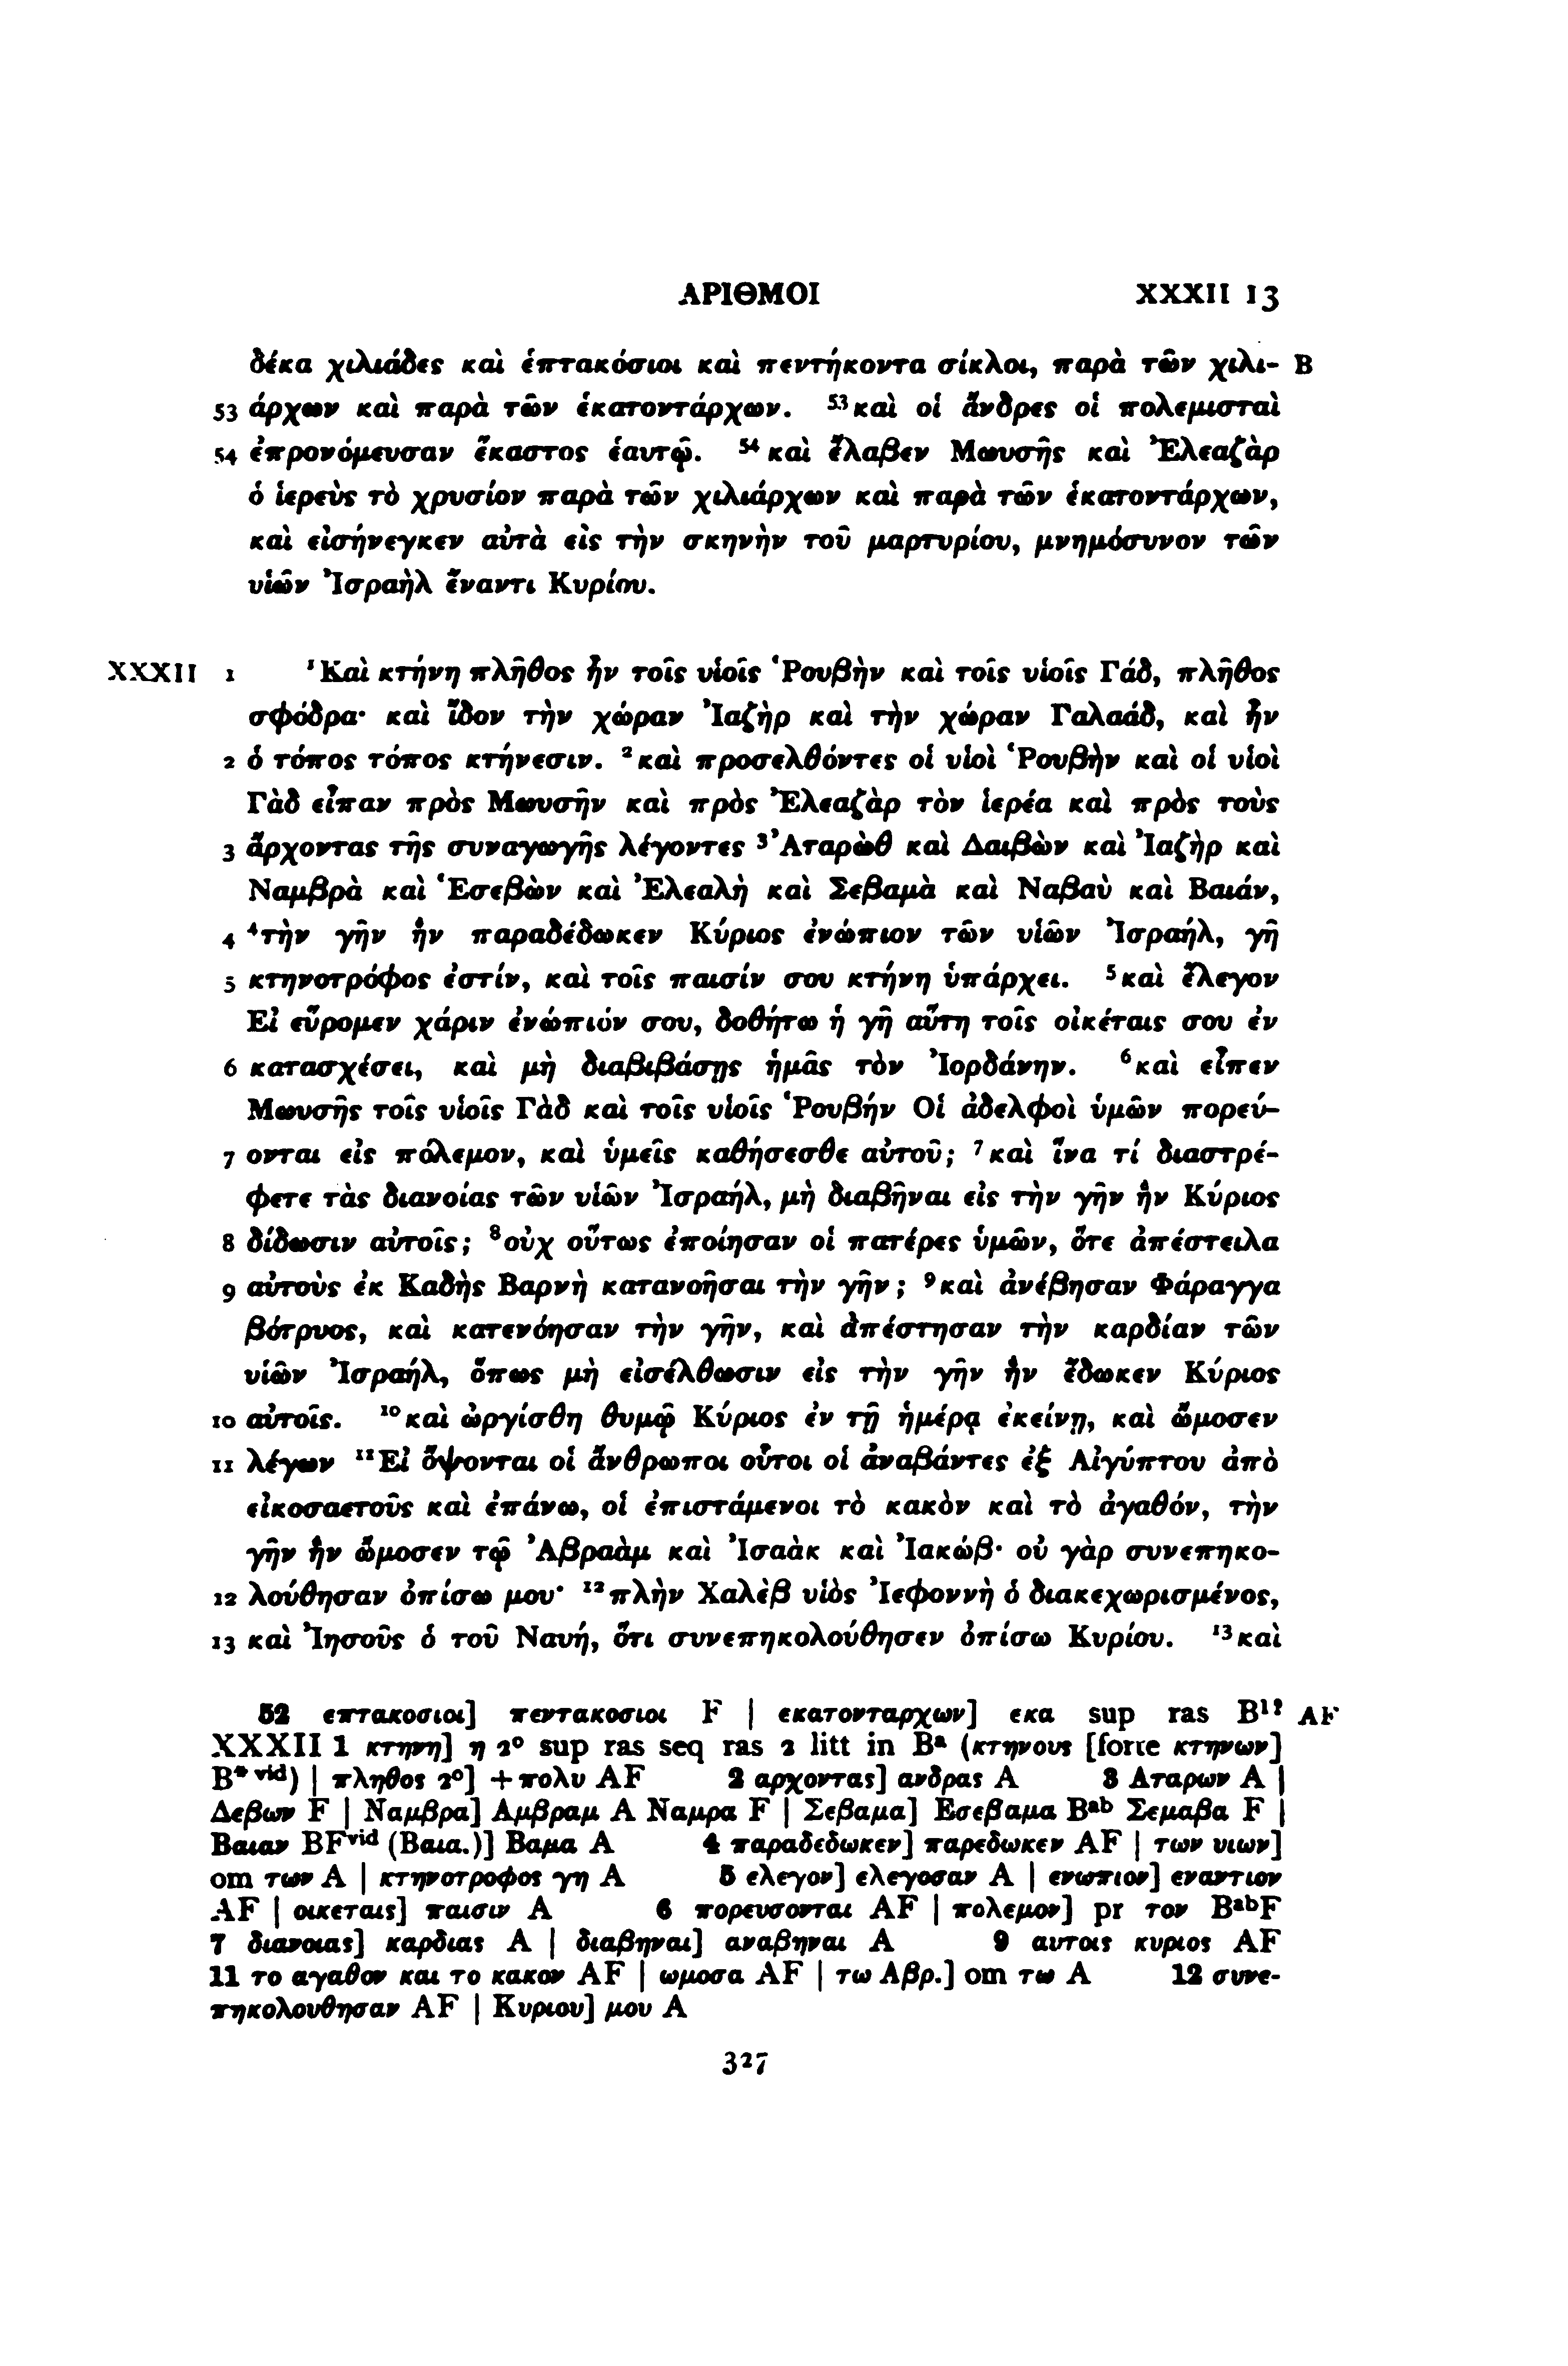 ΑΡΙΘΜΟΙ XXXII 13
δέκα χιλιάδες καὶ ἑπτακόσιοι καὶ πεντήκοντα σίκλοι, παρὰ τῶν χιλι- B
53 άρχων καὶ παρὰ τῶν ἑκατοντάρχων. ⁵³καὶ οἱ ἄνδρες οἱ πολεμισταὶ
54 ἐπρονόμευσαν ἕκαστος ἑαυτῷ. ⁵⁴καὶ ἔλαβεν Μωυσῆς καὶ Ἐλεαζὰρ
ὁ ἱερεὺς τὸ χρυσίον παρὰ τῶν χιλιάρχων καὶ παρὰ τῶν ἑκατοντάρχων,
καὶ εἰσήνεγκεν αὐτὰ εἰς τὴν σκηνὴν τοῦ μαρτυρίου, μνημόσυνον τῶν
υἱῶν Ἰσραὴλ ἔναντι Κυρίου.
XXXII 1 ¹Καὶ κτήνη πλῆθος ἦν τοῖς υἱοῖς Ῥουβὴν καὶ τοῖς υἱοῖς Γάδ, πλῆθος
σφόδρα· καὶ ἴδον τὴν χώραν Ἰαζὴρ καὶ τὴν χώραν Γαλαάδ, καὶ ἦν
2 ὁ τόπος τόπος κτήνεσιν. ²καὶ προσελθόντες οἱ υἱοὶ Ῥουβὴν καὶ οἱ υἱοὶ
Γὰδ εἶπαν πρὸς Μωυσῆν καὶ πρὸς Ἐλεαζὰρ τὸν ἱερέα καὶ πρὸς τοὺς
3 ἄρχοντας τῆς συναγωγῆς λέγοντες ³Ἀταρὼθ καὶ Δαιβὼν καὶ Ἰαζὴρ καὶ
Ναμβρὰ καὶ Ἐσεβὼν καὶ Ἐλεαλὴ καὶ Σεβαμὰ καὶ Ναβαὺ καὶ Βαιάν,
4 ⁴τὴν γῆν ἣν παραδέδωκεν Κύριος ἐνώπιον τῶν υἱῶν Ἰσραήλ, γῆ
5 κτηνοτρόφος ἐστίν, καὶ τοῖς παισίν σου κτήνη ὑπάρχει. ⁵καὶ ἔλεγον
Εἰ εὕρομεν χάριν ἐνώπιόν σου, δοθήτω ἡ γῆ αὕτη τοῖς οἰκέταις σου ἐν
6 κατασχέσει, καὶ μὴ διαβιβάσῃς ἡμᾶς τὸν Ἰορδάνην. ⁶καὶ εἶπεν
Μωυσῆς τοῖς υἱοῖς Γὰδ καὶ τοῖς υἱοῖς Ῥουβήν Οἱ ἀδελφοὶ ὑμῶν πορεύ-
7 ονται εἰς πόλεμον, καὶ ὑμεῖς καθήσεσθε αὐτοῦ; ⁷καὶ ἵνα τί διαστρέ-
φετε τὰς διανοίας τῶν υἱῶν Ἰσραήλ, μὴ διαβῆναι εἰς τὴν γῆν ἣν Κύριος
8 δίδωσιν αὐτοῖς; ⁸οὐχ οὕτως ἐποίησαν οἱ πατέρες ὑμῶν, ὅτε ἀπέστειλα
9 αὐτοὺς ἐκ Καδὴς Βαρνὴ κατανοῆσαι τὴν γῆν; ⁹καὶ ἀνέβησαν Φάραγγα
βότρυος, καὶ κατενόησαν τὴν γῆν, καὶ ἀπέστησαν τὴν καρδίαν τῶν
υἱῶν Ἰσραήλ, ὅπως μὴ εἰσέλθωσιν εἰς τὴν γῆν ἣν ἔδωκεν Κύριος
10 αὐτοῖς. ¹⁰καὶ ὠργίσθη θυμῷ Κύριος ἐν τῇ ἡμέρᾳ ἐκείνῃ, καὶ ὤμοσεν
11 λέγων ¹¹Εἰ ὄψονται οἱ ἄνθρωποι οὗτοι οἱ ἀναβάντες ἐξ Αἰγύπτου ἀπὸ
εἰκοσαετοῦς καὶ ἐπάνω, οἱ ἐπιστάμενοι τὸ κακὸν καὶ τὸ ἀγαθόν, τὴν
γῆν ἣν ὤμοσεν τῷ Ἀβραὰμ καὶ Ἰσαὰκ καὶ Ἰακώβ· οὐ γὰρ συνεπηκο-
12 λούθησαν ὀπίσω μου· ¹²πλὴν Χαλὲβ υἱὸς Ἰεφοννὴ ὁ διακεχωρισμένος,
13 καὶ Ἰησοῦς ὁ τοῦ Ναυή, ὅτι συνεπηκολούθησεν ὀπίσω Κυρίου. ¹³καὶ
52 επτακοσιοι] πεντακοσιοι F | εκατονταρχων] εκα sup ras B¹ˀ AF
XXXII 1 κτηνη] η 2⁰ sup ras seq ras 2 litt in Bᵃ (κτηνους [forte κτηνων]
B* ᵛⁱᵈ) | πληθος 2⁰] +πολυ AF 2 αρχοντας] ανδρας A 3 Αταρων A |
Δεβων F | Ναμβρα] Αμβραμ A Ναμρα F | Σεβαμα] Εσεβαμα Bᵃᵇ Σεμαβα F |
Βαιαν BFᵛⁱᵈ (Βαια.)] Βαμα A 4 παραδεδωκεν] παρεδωκεν AF | των υιων]
om των A | κτηνοτροφος γη A 5 ελεγον] ελεγοσαν A | ενωπιον] εναντιον
AF | οικεταις] παισιν A 6 πορευσονται AF | πολεμον] pr τον BᵃᵇF
7 διανοιας] καρδιας A | διαβηναι] αναβηναι A 9 αυτοις κυριος AF
11 το αγαθον και το κακον AF | ωμοσα AF | τω Αβρ.] om τω A 12 συνε-
πηκολουθησαν AF | Κυριου] μου A
327